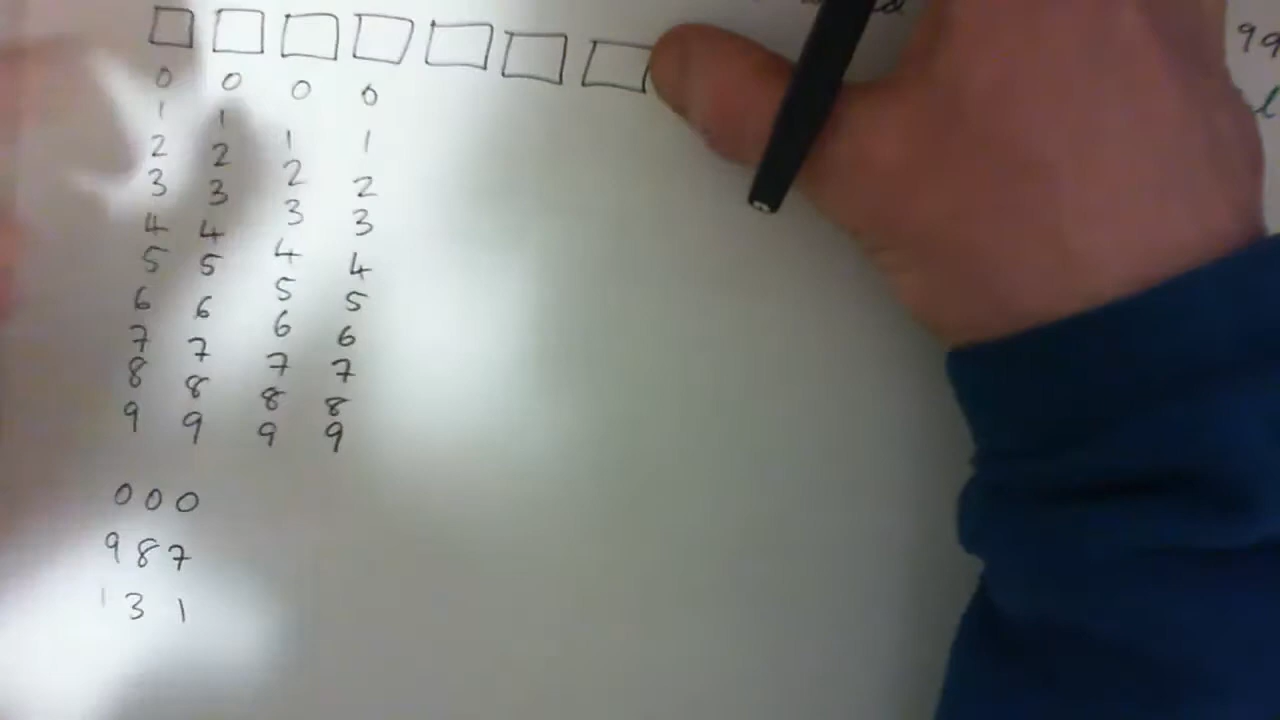 0 0 0 0
1 1 1 1
2 2 2 2
3 3 3 3
4 4 4 4
5 5 5 5
6 6 6 6
7 7 7 7
8 8 8 8
9 9 9 9
0 0 0
9 8 7
1 3 1